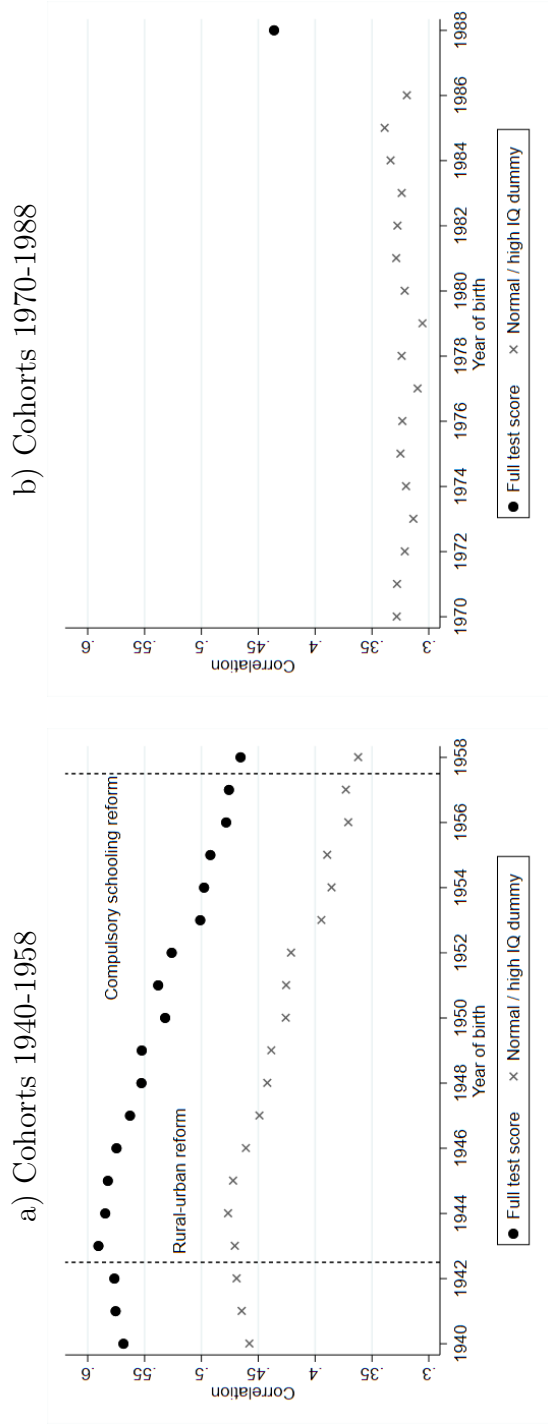 a) Cohorts 1940-1958
Correlation
.6
.55
.5
.45
.4
.35
.3
Rural-urban reform
Compulsory schooling reform
1940 1942 1944 1946 1948 1950 1952 1954 1956 1958
Year of birth
Full test score Normal / high IQ dummy
b) Cohorts 1970-1988
Correlation
.6
.55
.5
.45
.4
.35
.3
1970 1972 1974 1976 1978 1980 1982 1984 1986 1988
Year of birth
Full test score Normal / high IQ dummy